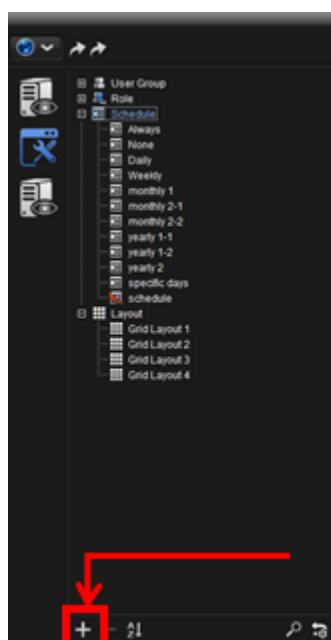 User Group
Role
Schedule
Always
None
Daily
Weekly
monthly 1
monthly 2-1
monthly 2-2
yearly 1-1
yearly 1-2
yearly 2
specific days
schedule
Layout
Grid Layout 1
Grid Layout 2
Grid Layout 3
Grid Layout 4